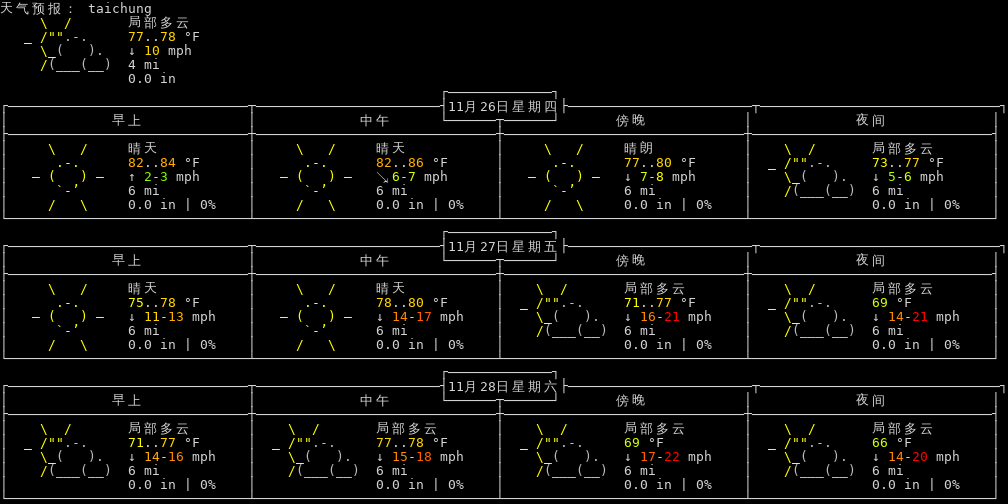 天气预报： taichung
局部多云
77..78 °F
↓ 10 mph
4 mi
0.0 in
11月26日星期四
早上 中午 傍晚 夜间
晴天 晴天 晴朗 局部多云
82..84 °F 82..86 °F 77..80 °F 73..77 °F
↑ 2-3 mph ↘ 6-7 mph ↓ 7-8 mph ↓ 5-6 mph
6 mi 6 mi 6 mi 6 mi
0.0 in | 0% 0.0 in | 0% 0.0 in | 0% 0.0 in | 0%
11月27日星期五
早上 中午 傍晚 夜间
晴天 晴天 局部多云 局部多云
75..78 °F 78..80 °F 71..77 °F 69 °F
↓ 11-13 mph ↓ 14-17 mph ↓ 16-21 mph ↓ 14-21 mph
6 mi 6 mi 6 mi 6 mi
0.0 in | 0% 0.0 in | 0% 0.0 in | 0% 0.0 in | 0%
11月28日星期六
早上 中午 傍晚 夜间
局部多云 局部多云 局部多云 局部多云
71..77 °F 77..78 °F 69 °F 66 °F
↓ 14-16 mph ↓ 15-18 mph ↓ 17-22 mph ↓ 14-20 mph
6 mi 6 mi 6 mi 6 mi
0.0 in | 0% 0.0 in | 0% 0.0 in | 0% 0.0 in | 0%